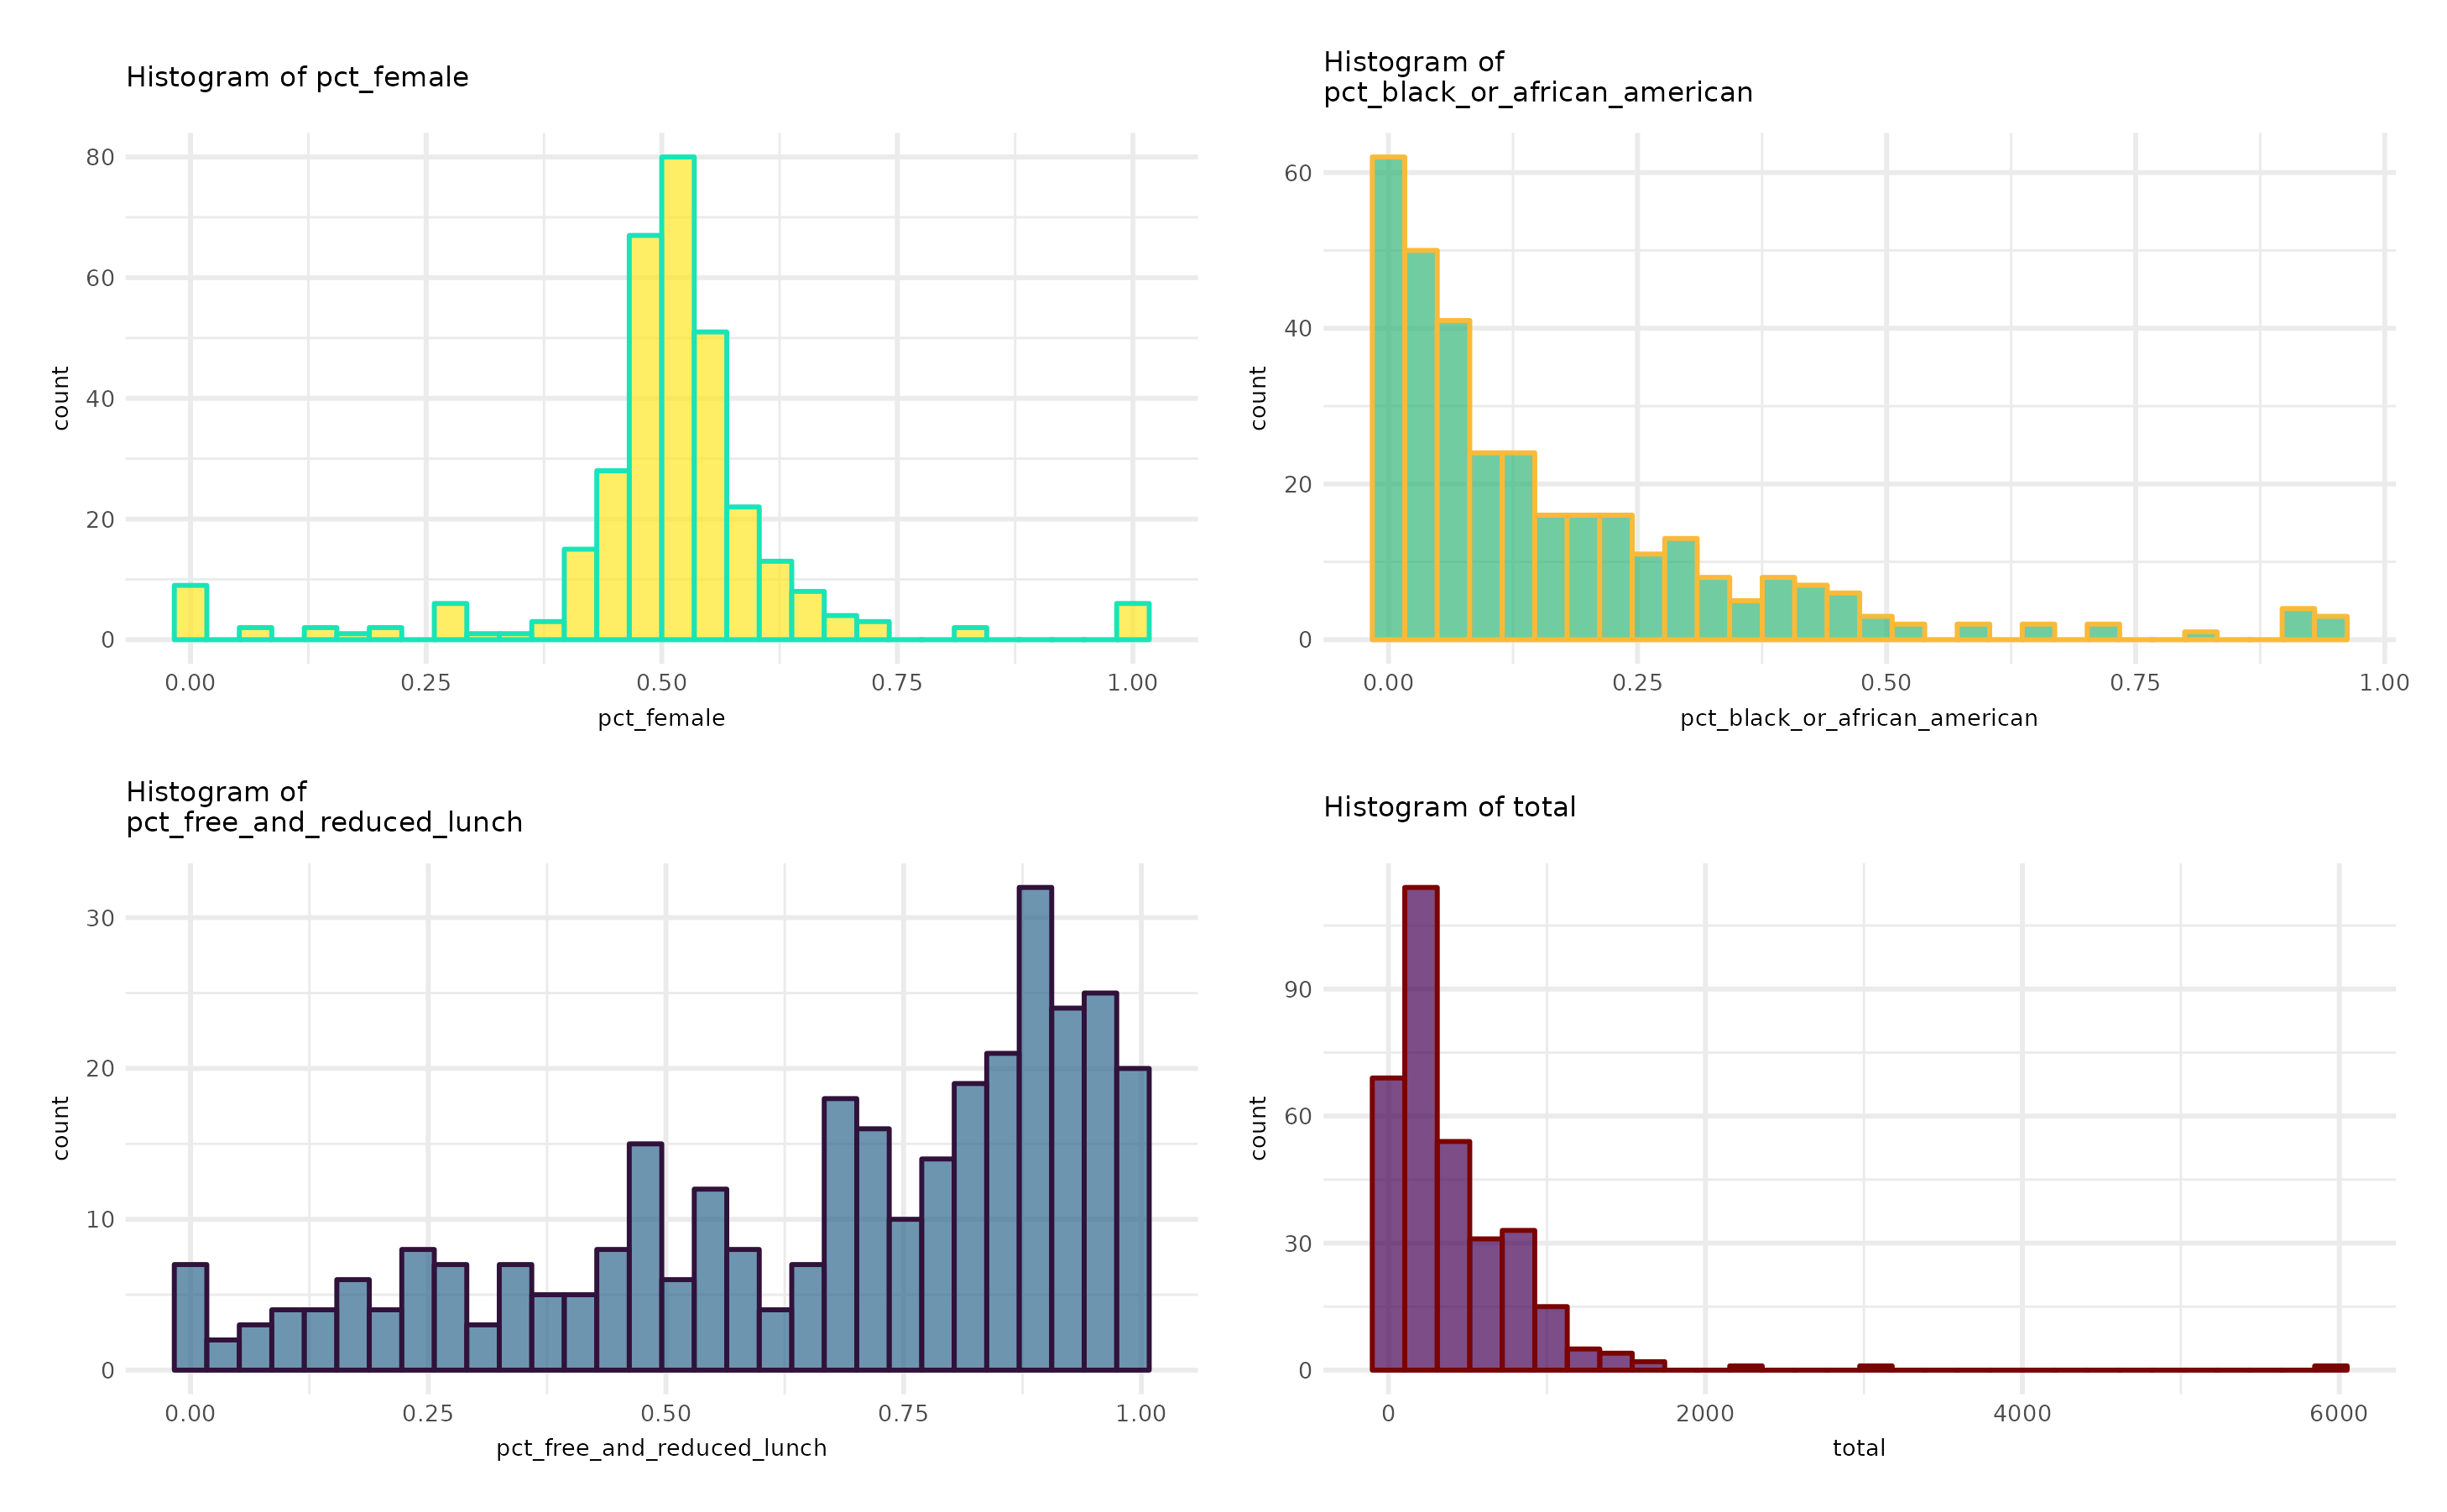 Histogram of pct_female
80
60
40
20
0
count
0.00 0.25 0.50 0.75 1.00
pct_female
Histogram of
pct_black_or_african_american
60
40
20
0
count
0.00 0.25 0.50 0.75 1.00
pct_black_or_african_american
Histogram of
pct_free_and_reduced_lunch
30
20
10
0
count
0.00 0.25 0.50 0.75 1.00
pct_free_and_reduced_lunch
Histogram of total
90
60
30
0
count
0 2000 4000 6000
total